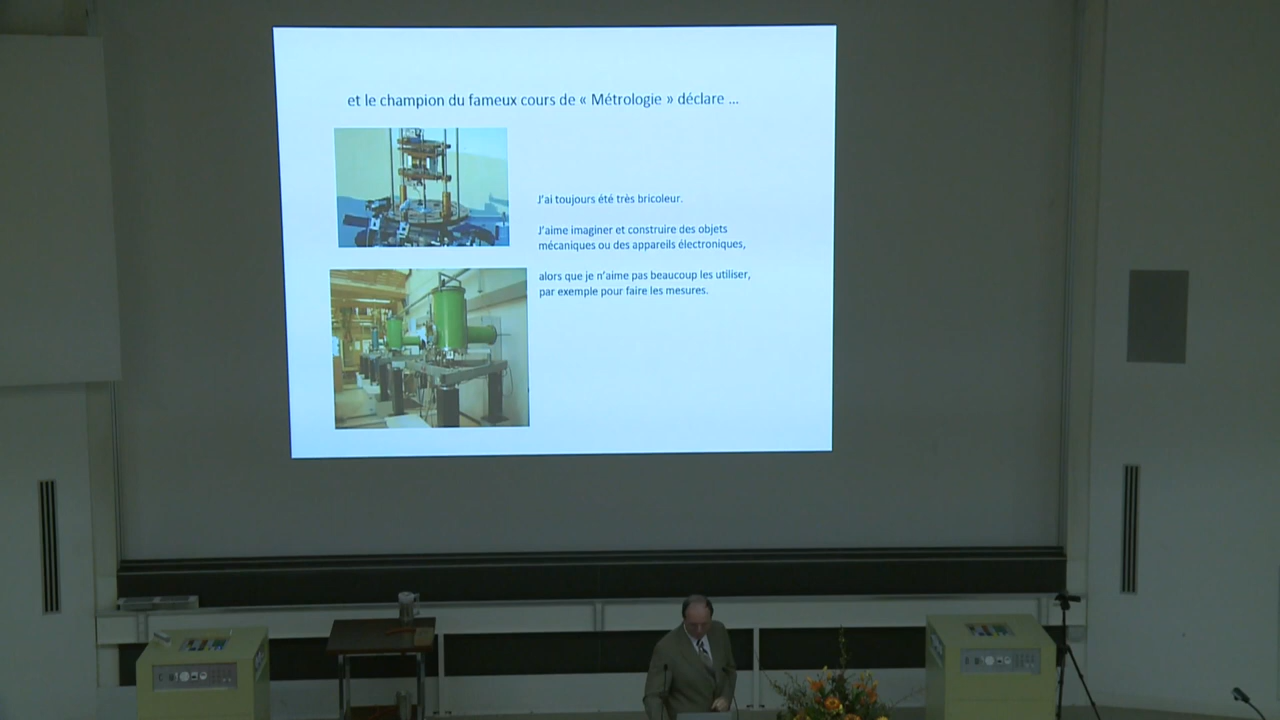 et le champion du fameux cours de « Métrologie » déclare ...
J'ai toujours été très bricoleur.
J'aime imaginer et construire des objets
mécaniques ou des appareils électroniques,
alors que je n'aime pas beaucoup les utiliser,
par exemple pour faire les mesures.